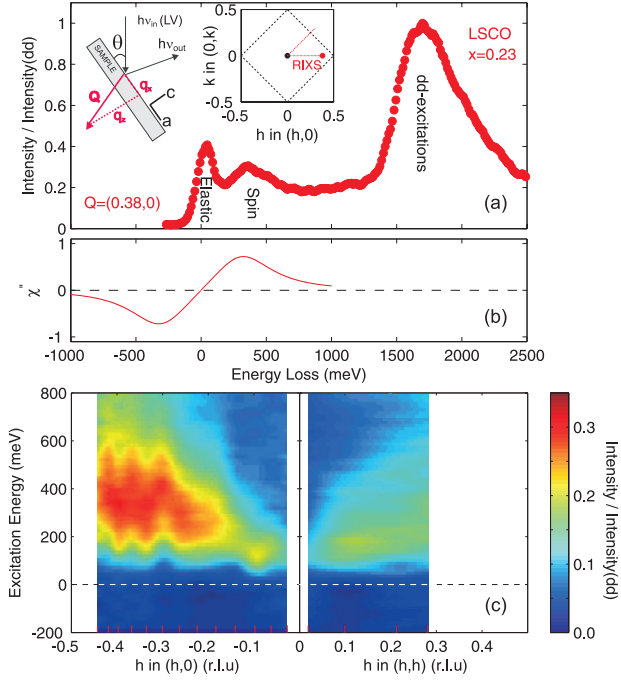 (a)
hν_in (LV)
θ
hν_out
SAMPLE
Q
q_x
q_z
c
a
k in (0,k)
0.5
0
-0.5
RIXS
-0.5 0 0.5
h in (h,0)
LSCO
x=0.23
Intensity / Intensity(dd)
1
0.8
0.6
0.4
0.2
0
Q=(0.38,0)
Elastic
Spin
dd-excitations
(a)
χ"
1
0
-1
(b)
-1000 -500 0 500 1000 1500 2000 2500
Energy Loss (meV)
Excitation Energy (meV)
800
600
400
200
0
-200
(c)
-0.5 -0.4 -0.3 -0.2 -0.1 0 0.1 0.2 0.3 0.4
h in (h,0) (r.l.u) h in (h,h) (r.l.u)
0.3
0.2
0.1
0.0
Intensity / Intensity(dd)